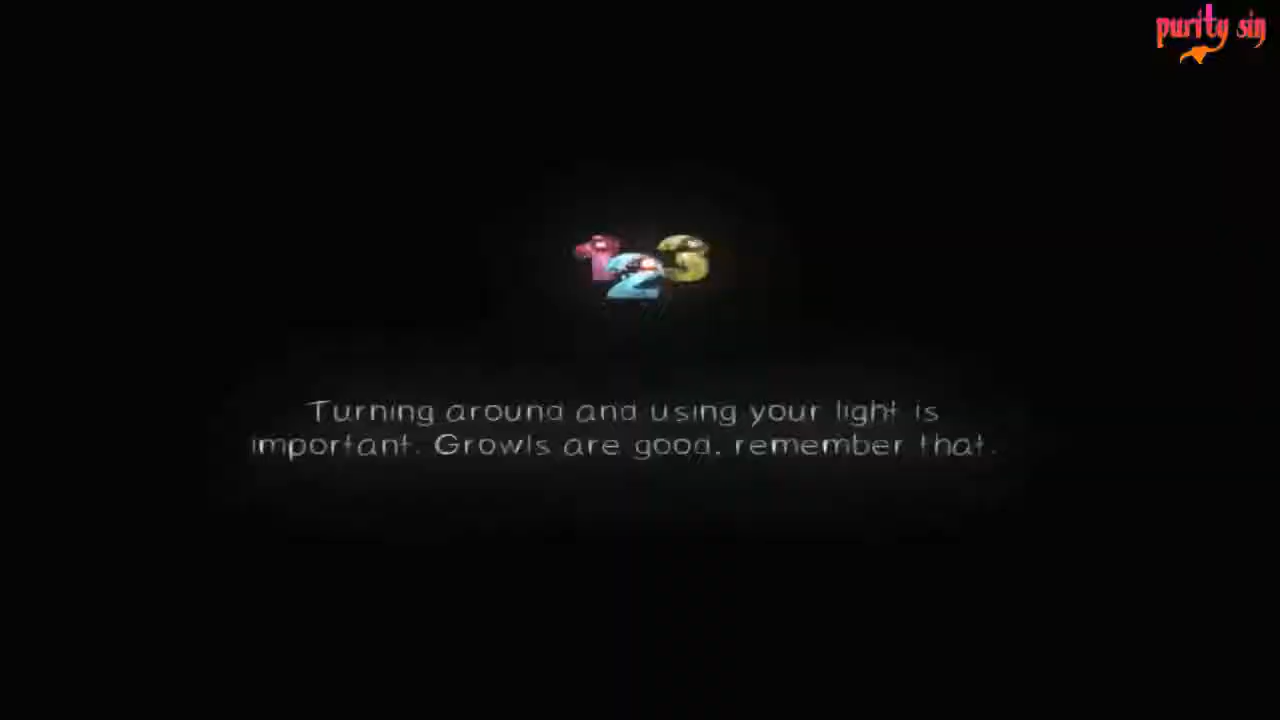 purity sin
123
Turning around and using your light is
important. Growls are good, remember that.